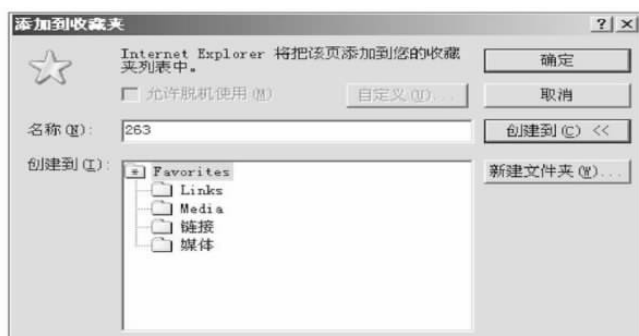 添加到收藏夹
Internet Explorer 将把该页添加到您的收藏
夹列表中。
确定
允许脱机使用(M)
自定义(U)...
取消
名称(N):
263
创建到(C) <<
创建到(I):
Favorites
新建文件夹(W)...
Links
Media
链接
媒体